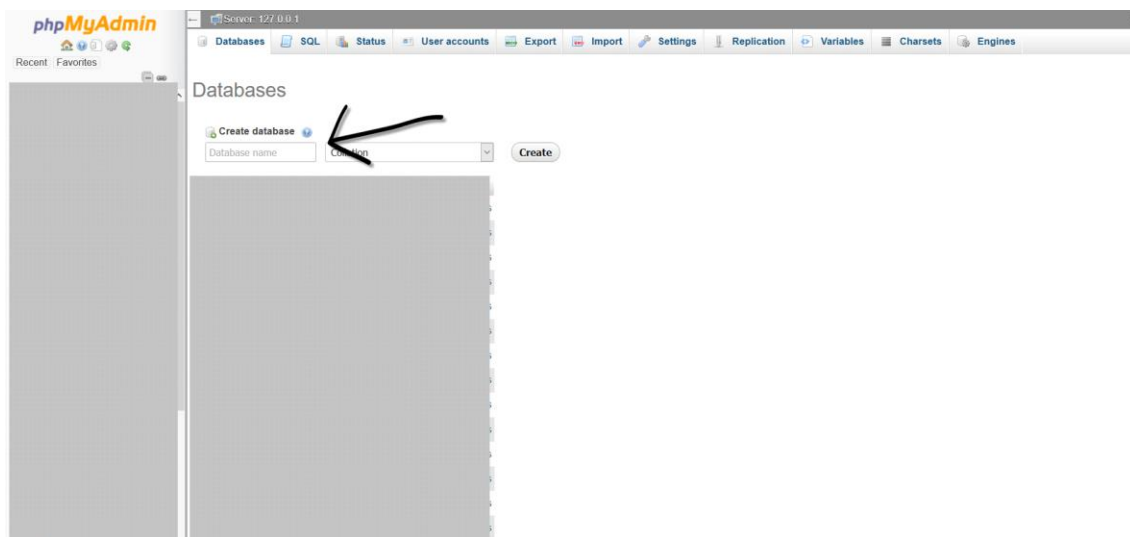 phpMyAdmin
Recent Favorites
Server: 127.0.0.1
Databases SQL Status User accounts Export Import Settings Replication Variables Charsets Engines
Databases
Create database
Database name Collation Create